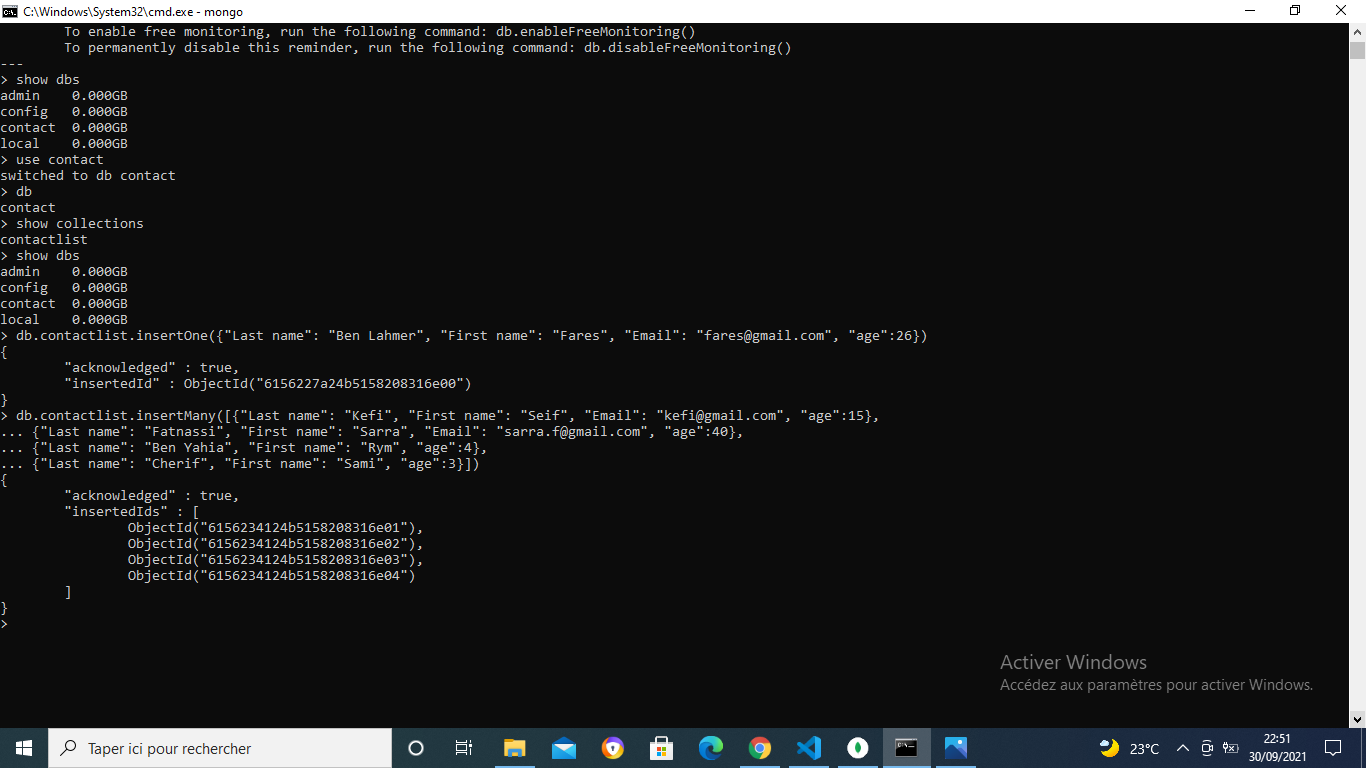 C:\Windows\System32\cmd.exe - mongo
To enable free monitoring, run the following command: db.enableFreeMonitoring()
To permanently disable this reminder, run the following command: db.disableFreeMonitoring()
---
> show dbs
admin    0.000GB
config   0.000GB
contact  0.000GB
local    0.000GB
> use contact
switched to db contact
> db
contact
> show collections
contactlist
> show dbs
admin    0.000GB
config   0.000GB
contact  0.000GB
local    0.000GB
> db.contactlist.insertOne({"Last name": "Ben Lahmer", "First name": "Fares", "Email": "fares@gmail.com", "age":26})
{
        "acknowledged" : true,
        "insertedId" : ObjectId("6156227a24b5158208316e00")
}
> db.contactlist.insertMany([{"Last name": "Kefi", "First name": "Seif", "Email": "kefi@gmail.com", "age":15},
... {"Last name": "Fatnassi", "First name": "Sarra", "Email": "sarra.f@gmail.com", "age":40},
... {"Last name": "Ben Yahia", "First name": "Rym", "age":4},
... {"Last name": "Cherif", "First name": "Sami", "age":3}])
{
        "acknowledged" : true,
        "insertedIds" : [
                ObjectId("6156234124b5158208316e01"),
                ObjectId("6156234124b5158208316e02"),
                ObjectId("6156234124b5158208316e03"),
                ObjectId("6156234124b5158208316e04")
        ]
}
>
Activer Windows
Accédez aux paramètres pour activer Windows.
Taper ici pour rechercher
23°C
22:51
30/09/2021